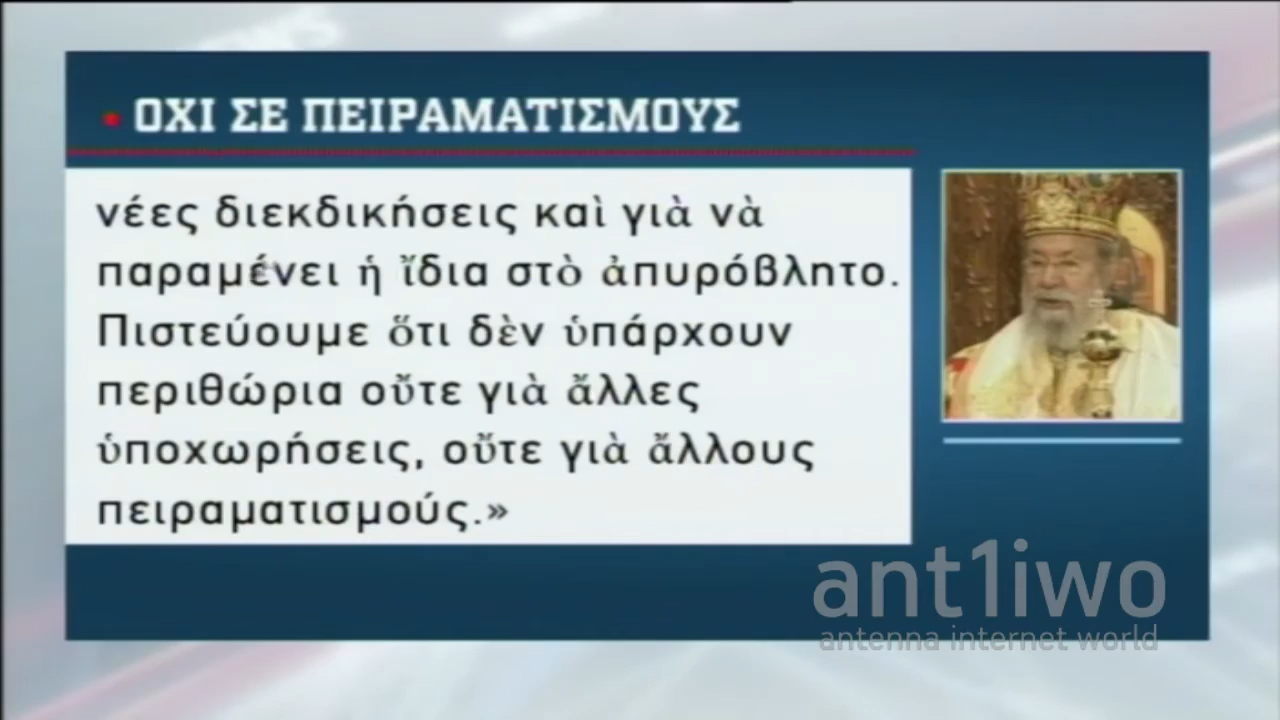 ΟΧΙ ΣΕ ΠΕΙΡΑΜΑΤΙΣΜΟΥΣ
νέες διεκδικήσεις καὶ γιὰ νὰ
παραμένει ἡ ἴδια στὸ ἀπυρόβλητο.
Πιστεύουμε ὅτι δὲν ὑπάρχουν
περιθώρια οὔτε γιὰ ἄλλες
ὑποχωρήσεις, οὔτε γιὰ ἄλλους
πειραματισμούς.»
ant1iwo
antenna internet world